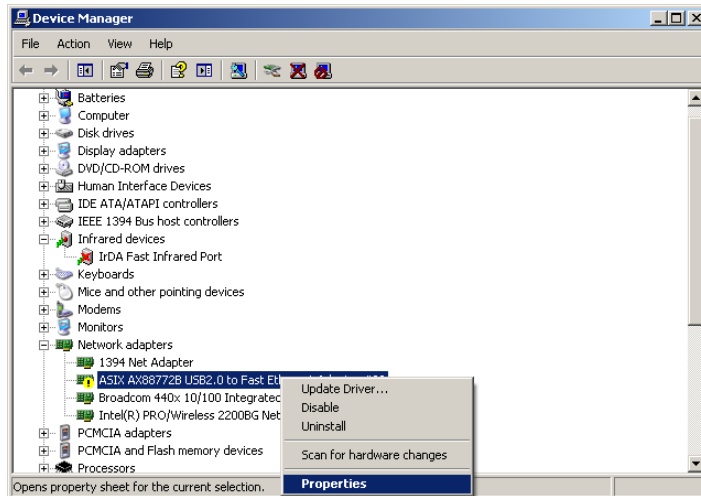 Device Manager
File Action View Help
Batteries
Computer
Disk drives
Display adapters
DVD/CD-ROM drives
Human Interface Devices
IDE ATA/ATAPI controllers
IEEE 1394 Bus host controllers
Infrared devices
IrDA Fast Infrared Port
Keyboards
Mice and other pointing devices
Modems
Monitors
Network adapters
1394 Net Adapter
ASIX AX88772B USB2.0 to Fast
Broadcom 440x 10/100
Intel(R) PRO/Wireless 2200BG
PCMCIA adapters
PCMCIA and Flash memory devices
Processors
Update Driver...
Disable
Uninstall
Scan for hardware changes
Properties
Opens property sheet for the current selection.